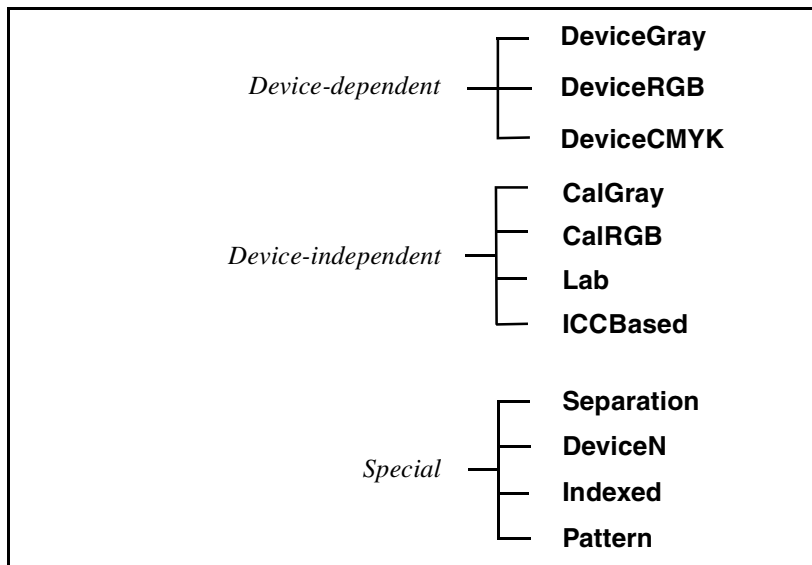 DeviceGray
Device-dependent DeviceRGB
DeviceCMYK
CalGray
CalRGB
Device-independent
Lab
ICCBased
Separation
DeviceN
Special
Indexed
Pattern